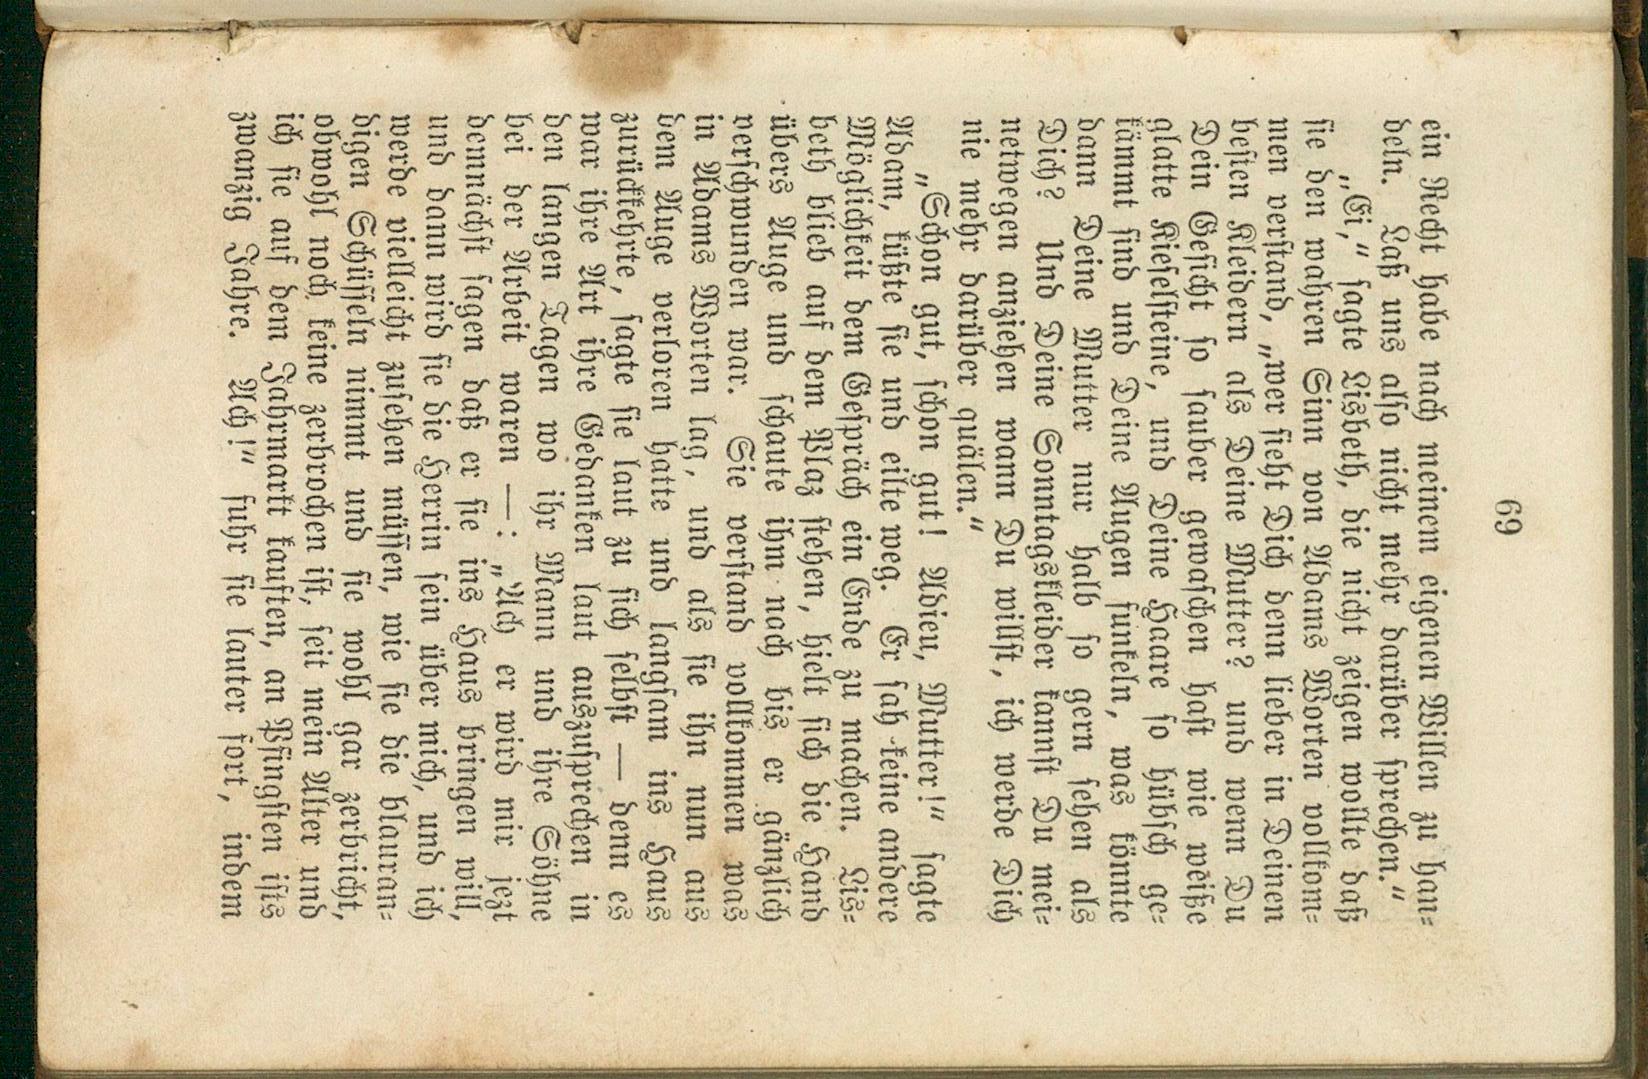 69
ein Recht habe nach meinem eigenen Willen zu han-
deln. Laß uns also nicht mehr darüber sprechen.“
„Ei,“ sagte Lisbeth, die nicht zeigen wollte daß
sie den wahren Sinn von Adams Worten vollkom-
men verstand, „wer sieht Dich denn lieber in Deinen
besten Kleidern als Deine Mutter? und wenn Du
Dein Gesicht so sauber gewaschen hast wie weiße
glatte Kieselsteine, und Deine Haare so hübsch ge-
kämmt sind und Deine Augen funkeln, was könnte
dann Deine Mutter nur halb so gern sehen als
Dich? Und Deine Sonntagskleider kannst Du mei-
netwegen anziehen wann Du willst, ich werde Dich
nie mehr darüber quälen.“
„Schon gut, schon gut! Adieu, Mutter!“ sagte
Adam, küßte sie und eilte weg. Er sah keine andere
Möglichkeit dem Gespräch ein Ende zu machen. Lis-
beth blieb auf dem Plaz stehen, hielt sich die Hand
übers Auge und schaute ihm nach bis er gänzlich
verschwunden war. Sie verstand vollkommen was
in Adams Worten lag, und als sie ihn nun aus
dem Auge verloren hatte und langsam ins Haus
zurückkehrte, sagte sie laut zu sich selbst — denn es
war ihre Art ihre Gedanken laut auszusprechen in
den langen Tagen wo ihr Mann und ihre Söhne
bei der Arbeit waren —: „Ach er wird mir jezt
demnächst sagen daß er sie ins Haus bringen will,
und dann wird sie die Herrin sein über mich, und ich
werde vielleicht zusehen müssen, wie sie die blauran-
digen Schüsseln nimmt und sie wohl gar zerbricht,
obwohl noch keine zerbrochen ist, seit mein Alter und
ich sie auf dem Jahrmarkt kauften, an Pfingsten ists
zwanzig Jahre. Ach!“ fuhr sie lauter fort, indem